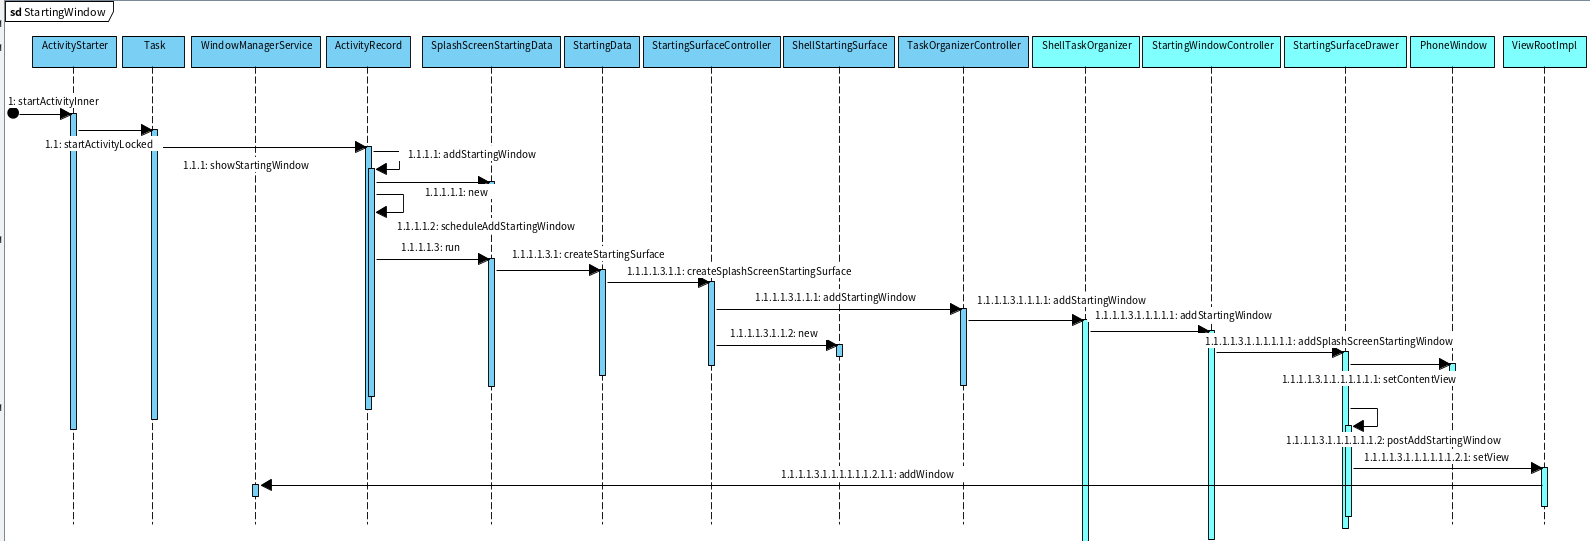 sd StartingWindow
ActivityStarter
Task
WindowManagerService
ActivityRecord
SplashScreenStartingData
StartingData
StartingSurfaceController
ShellStartingSurface
TaskOrganizerController
ShellTaskOrganizer
StartingWindowController
StartingSurfaceDrawer
PhoneWindow
ViewRootImpl
1: startActivityInner
1.1: startActivityLocked
1.1.1: showStartingWindow
1.1.1.1: addStartingWindow
1.1.1.1.1: new
1.1.1.1.2: scheduleAddStartingWindow
1.1.1.1.3: run
1.1.1.1.3.1: createStartingSurface
1.1.1.1.3.1.1: createSplashScreenStartingSurface
1.1.1.1.3.1.1.1: addStartingWindow
1.1.1.1.3.1.1.1.1: addStartingWindow
1.1.1.1.3.1.1.1.1.1: addStartingWindow
1.1.1.1.3.1.1.2: new
1.1.1.1.3.1.1.1.1.1.1: addSplashScreenStartingWindow
1.1.1.1.3.1.1.1.1.1.1.1: setContentView
1.1.1.1.3.1.1.1.1.1.1.2: postAddStartingWindow
1.1.1.1.3.1.1.1.1.1.1.2.1: setView
1.1.1.1.3.1.1.1.1.1.1.2.1.1: addWindow